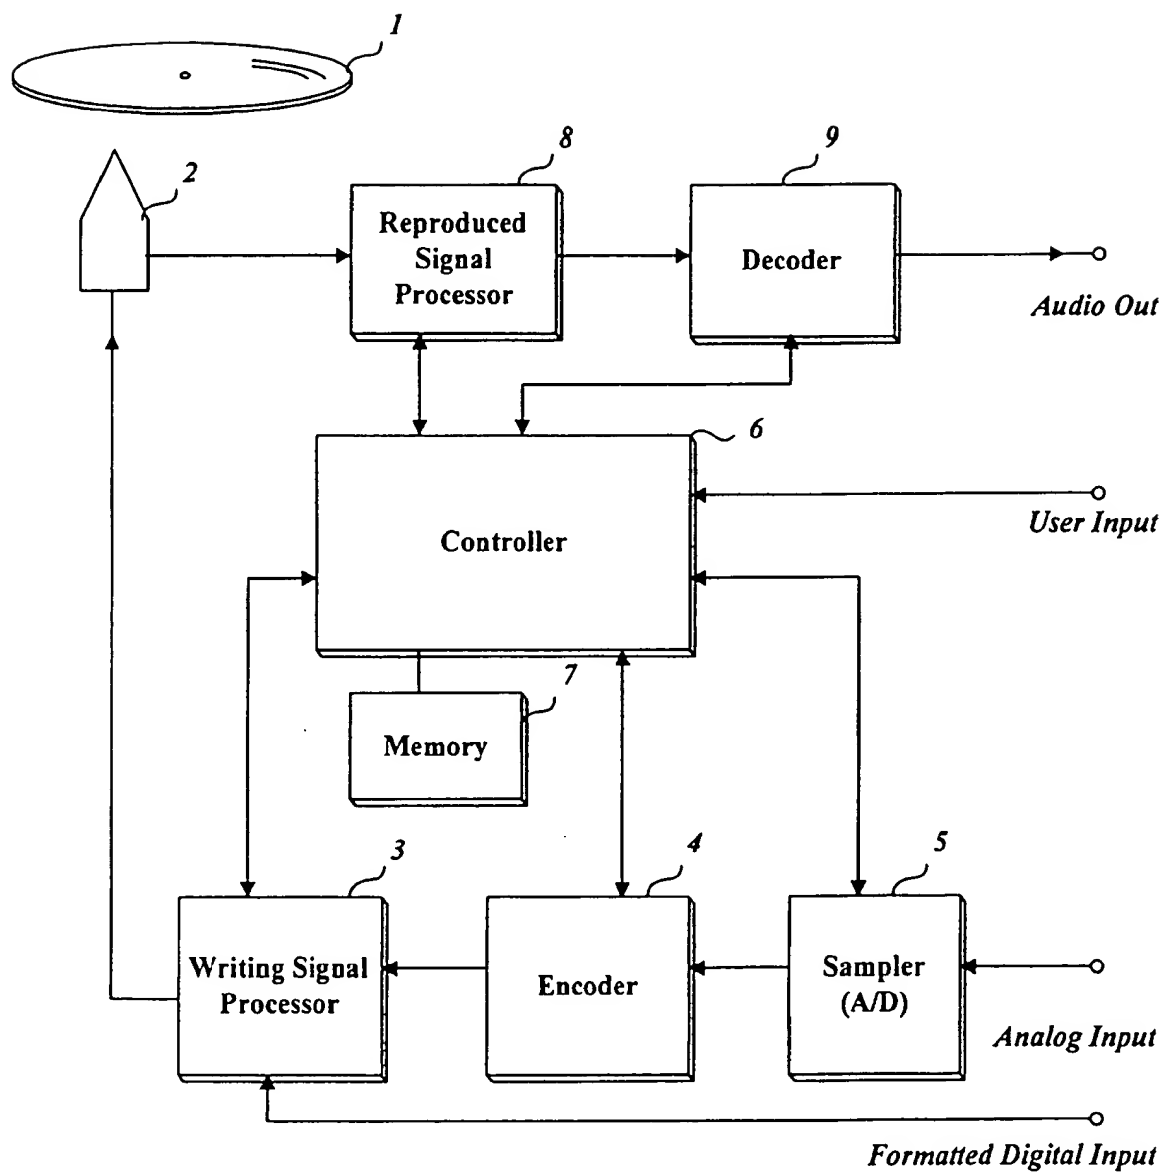 1
2
8
9
Reproduced
Signal
Processor
Decoder
Audio Out
6
Controller
User Input
7
Memory
3
4
5
Writing Signal
Processor
Encoder
Sampler
(A/D)
Analog Input
Formatted Digital Input